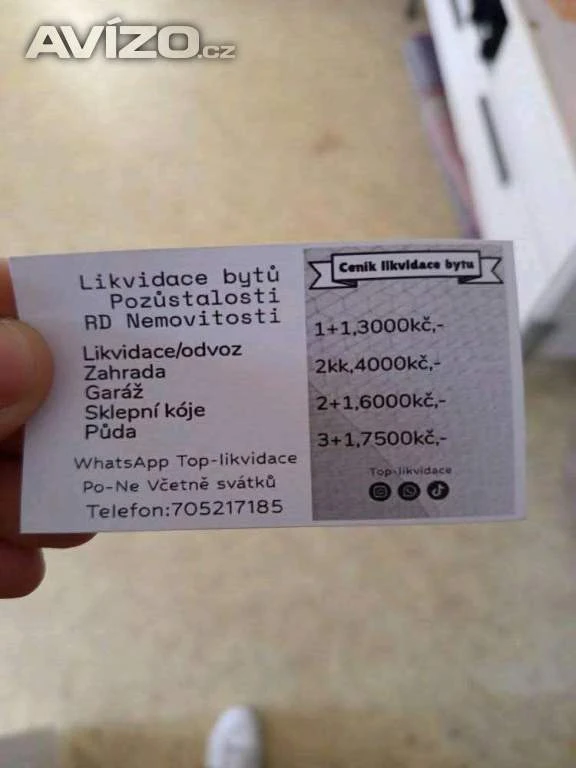 AVÍZO.cz
Likvidace bytů
Pozůstalosti
RD Nemovitosti
Likvidace/odvoz
Zahrada
Garáž
Sklepní kóje
Půda
WhatsApp Top-likvidace
Po-Ne Včetně svátků
Telefon:705217185
Ceník likvidace bytu
1+1,3000kč,-
2kk,4000kč,-
2+1,6000kč,-
3+1,7500kč,-
Top-likvidace